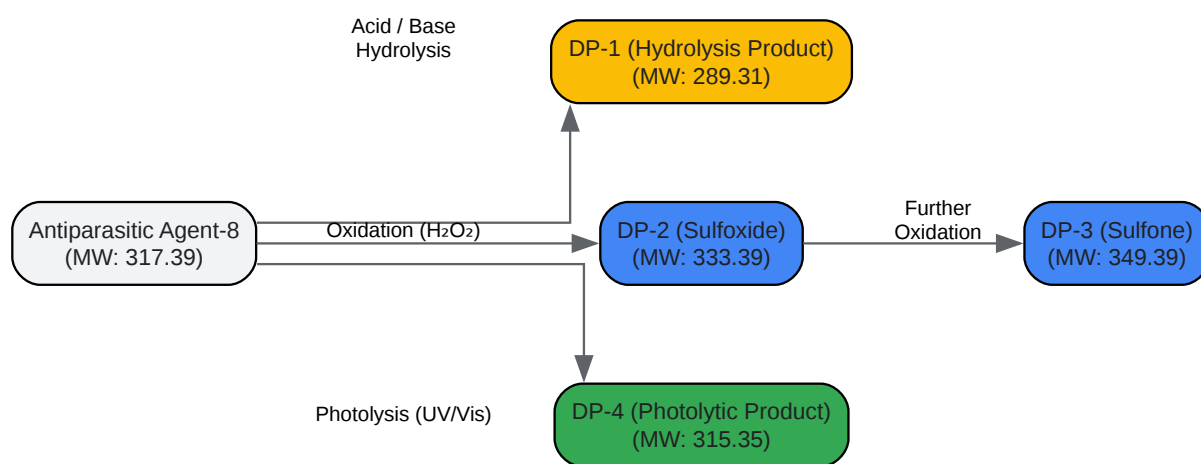 Acid / Base
Hydrolysis
DP-1 (Hydrolysis Product)
(MW: 289.31)
Antiparasitic Agent-8
(MW: 317.39)
Oxidation (H₂O₂)
DP-2 (Sulfoxide)
(MW: 333.39)
Further
Oxidation
DP-3 (Sulfone)
(MW: 349.39)
Photolysis (UV/Vis)
DP-4 (Photolytic Product)
(MW: 315.35)